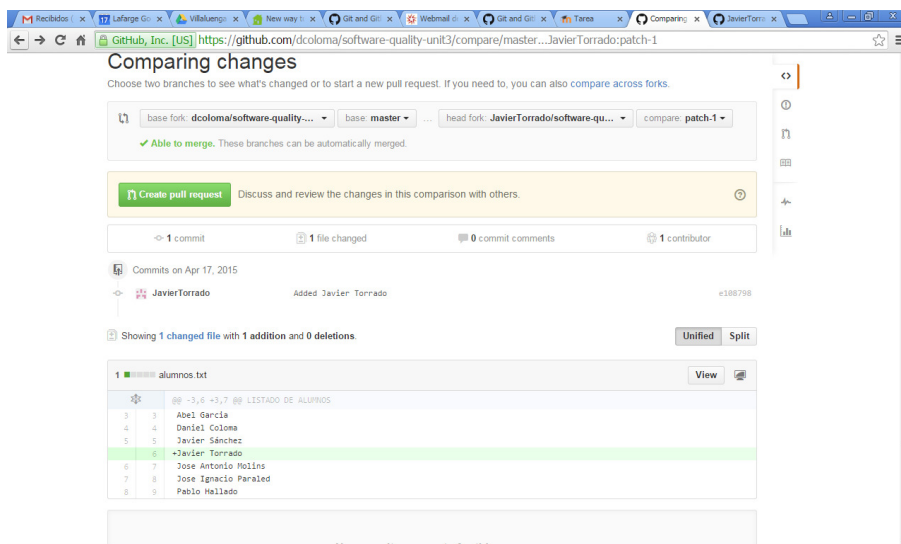 Recibidos (
Lafarge Go
Villaluenga
New way t
Git and Git
Webmail d
Git and Git
Tarea
Comparing
JavierTorra
GitHub, Inc. [US] https://github.com/dcoloma/software-quality-unit3/compare/master...JavierTorrado:patch-1
Comparing changes
Choose two branches to see what's changed or to start a new pull request. If you need to, you can also compare across forks.
base fork: dcoloma/software-quality-... base: master ... head fork: JavierTorrado/software-qu... compare: patch-1
Able to merge. These branches can be automatically merged.
Create pull request Discuss and review the changes in this comparison with others.
1 commit 1 file changed 0 commit comments 1 contributor
Commits on Apr 17, 2015
JavierTorrado Added Javier Torrado e108798
Showing 1 changed file with 1 addition and 0 deletions. Unified Split
1 alumnos.txt View
@@ -3,6 +3,7 @@ LISTADO DE ALUMNOS
3 3 Abel García
4 4 Daniel Coloma
5 5 Javier Sánchez
6 +Javier Torrado
6 7 Jose Antonio Molins
7 8 Jose Ignacio Paraled
8 9 Pablo Hallado